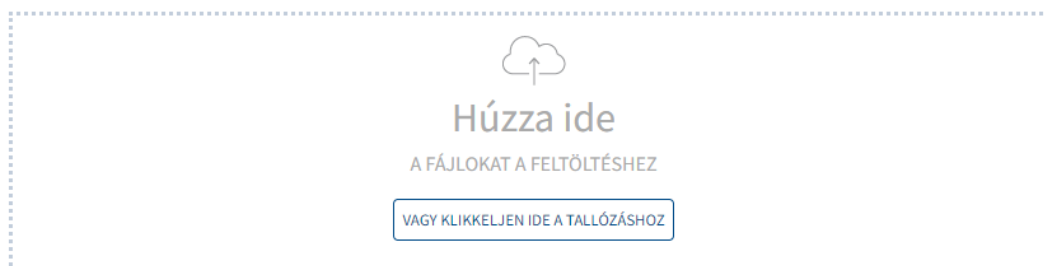 Húzza ide
A FÁJLOKAT A FELTÖLTÉSHEZ
VAGY KLIKKELJEN IDE A TALLÓZÁSHOZ